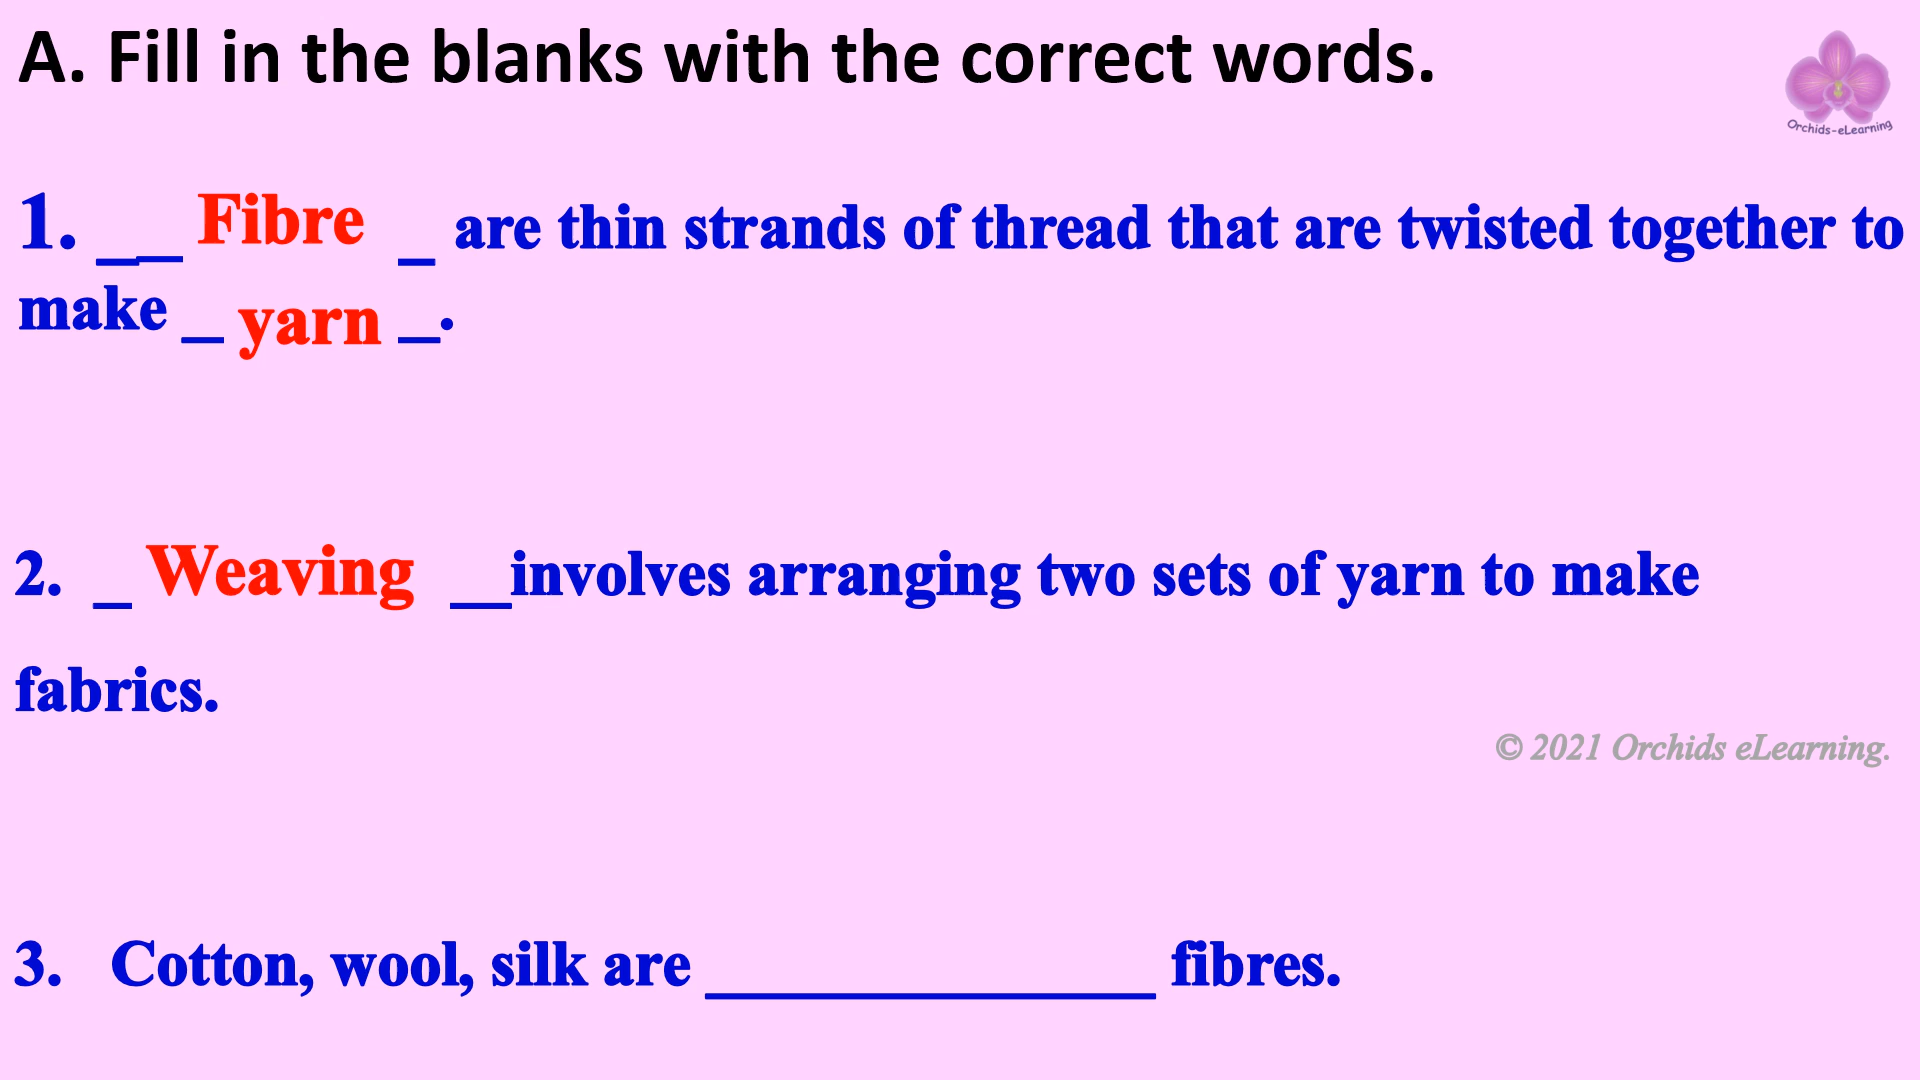 A. Fill in the blanks with the correct words.
Orchids-eLearning
1. __ Fibre _ are thin strands of thread that are twisted together to
make _ yarn _.
2. _ Weaving __involves arranging two sets of yarn to make
fabrics.
© 2021 Orchids eLearning.
3. Cotton, wool, silk are ______________ fibres.